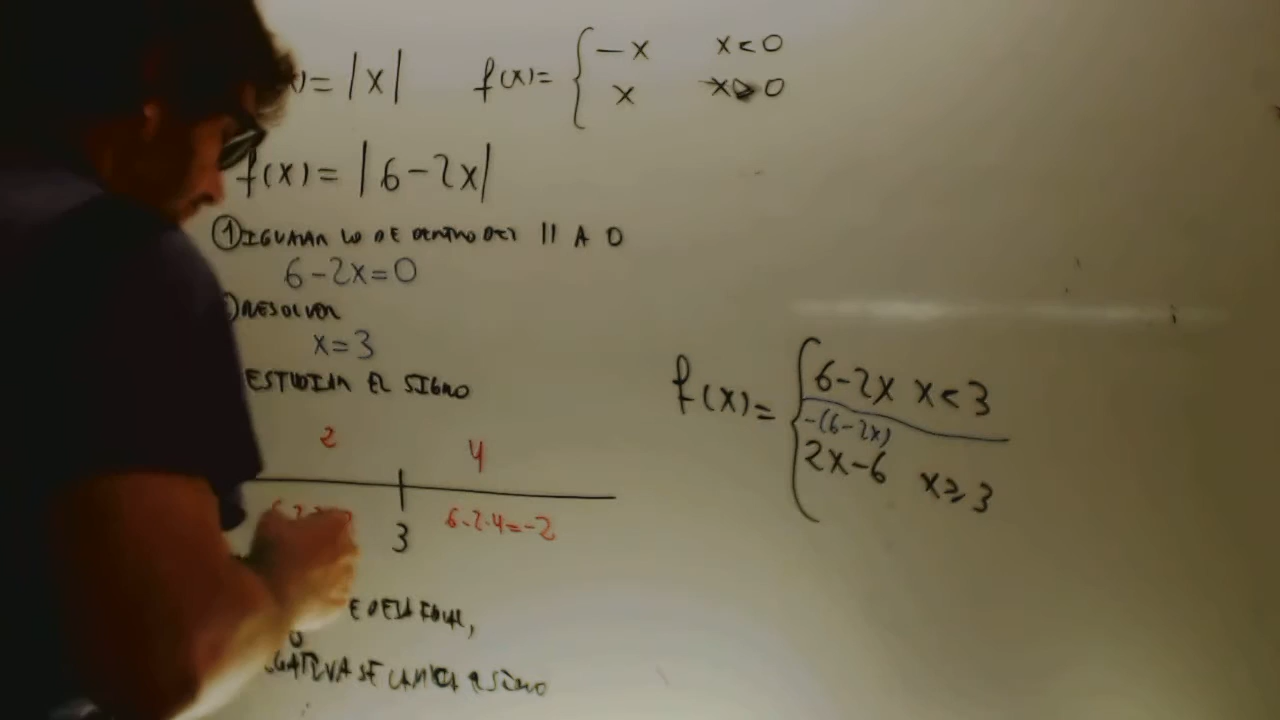 )= |x| f(x)= { -x x<0
x x≥0
f(x)= |6-2x|
① IGUALAR LO DE DENTRO DEL || A 0
6-2x=0
)RESOLVER
x=3
ESTUDIAR EL SIGNO
2 4
3 6-2·4=-2
E DEJA IGUAL,
GATIVA SE CAMBIA SIGNO
f(x)= { 6-2x x<3
-(6-2x)
2x-6 x≥3